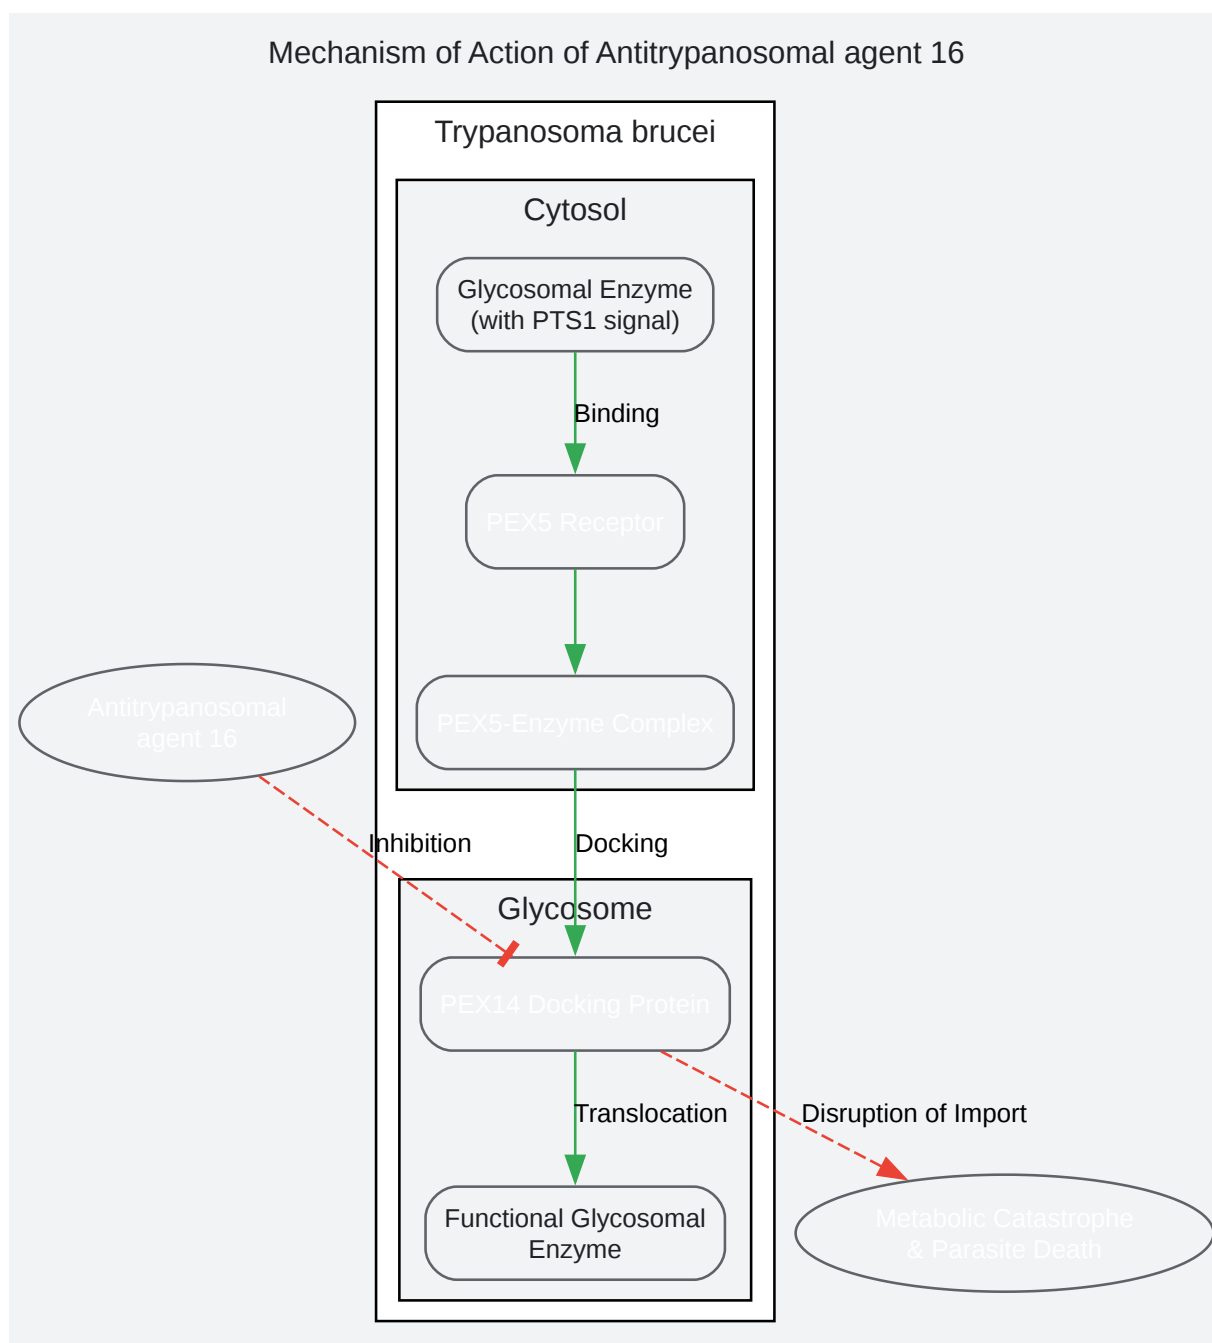 Mechanism of Action of Antitrypanosomal agent 16
Trypanosoma brucei
Cytosol
Glycosomal Enzyme
(with PTS1 signal)
Binding
PEX5 Receptor
Antitrypanosomal
agent 16
PEX5-Enzyme Complex
Inhibition
Docking
Glycosome
PEX14 Docking Protein
Translocation
Disruption of Import
Functional Glycosomal
Enzyme
Metabolic Catastrophe
& Parasite Death